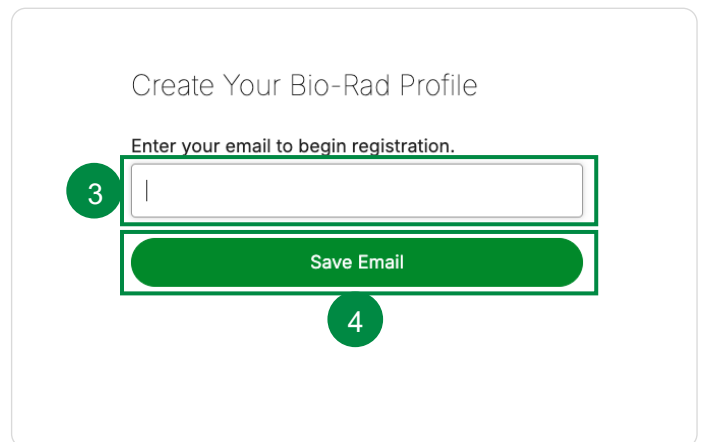 Create Your Bio-Rad Profile
Enter your email to begin registration.
3
Save Email
4